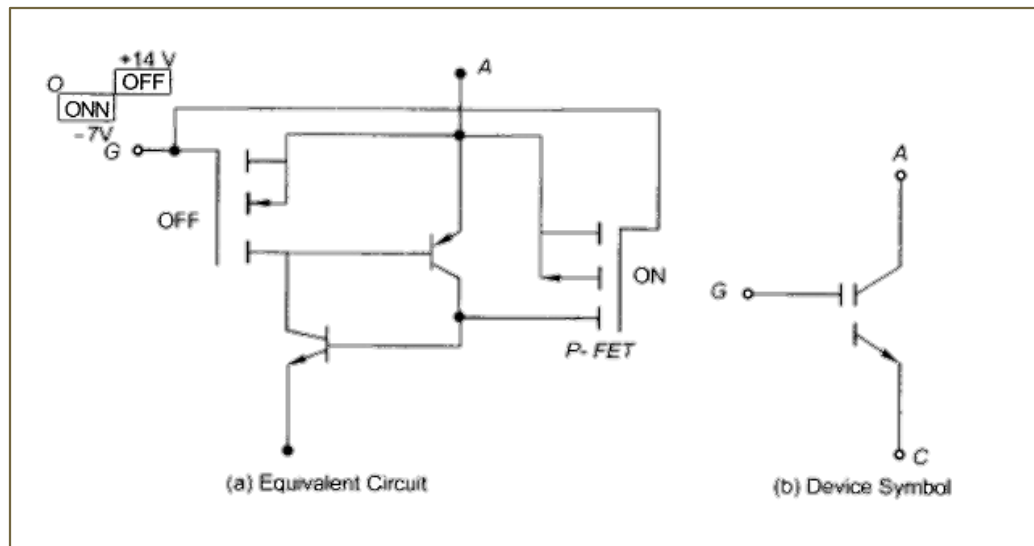 +14 V
O OFF
ONN
-7V
G
A
OFF
ON
P- FET
(a) Equivalent Circuit
A
G
C
(b) Device Symbol